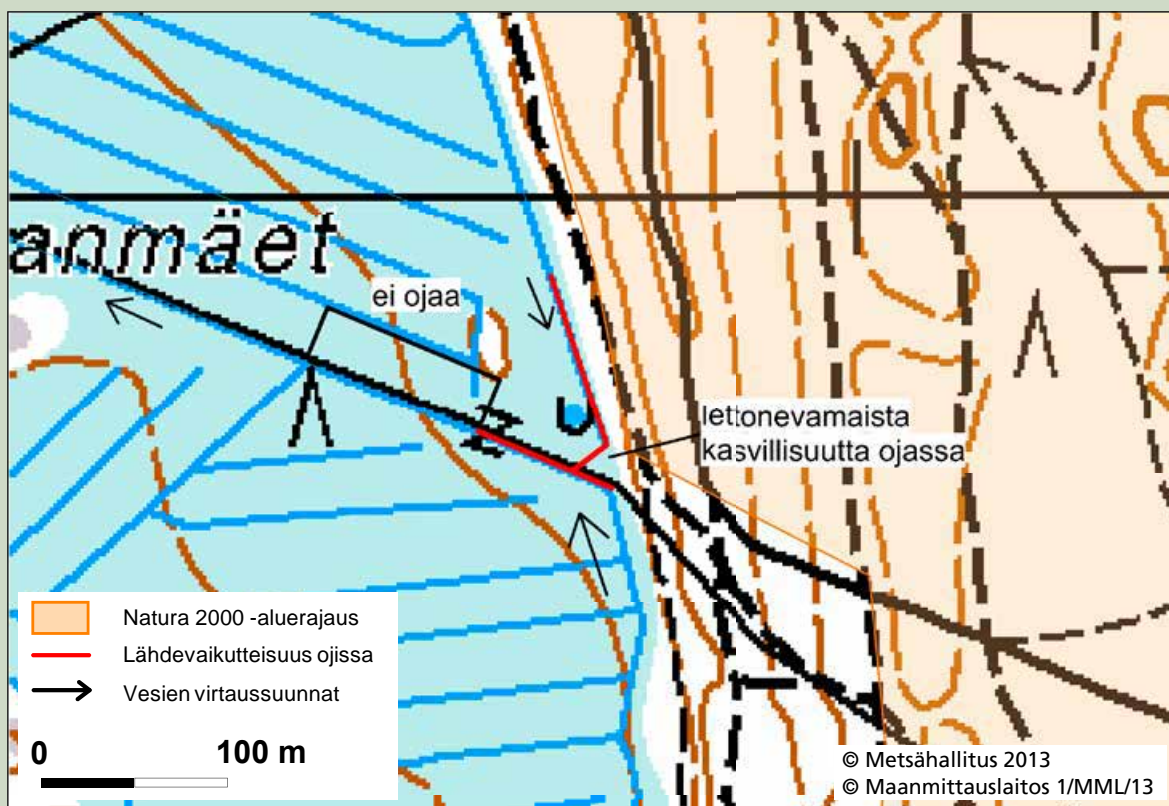 anmäet
ei ojaa
lettonevamaista
kasvillisuutta ojassa
Natura 2000 -aluerajaus
Lähdevaikutteisuus ojissa
Vesien virtaussuunnat
0 100 m
© Metsähallitus 2013
© Maanmittauslaitos 1/MML/13